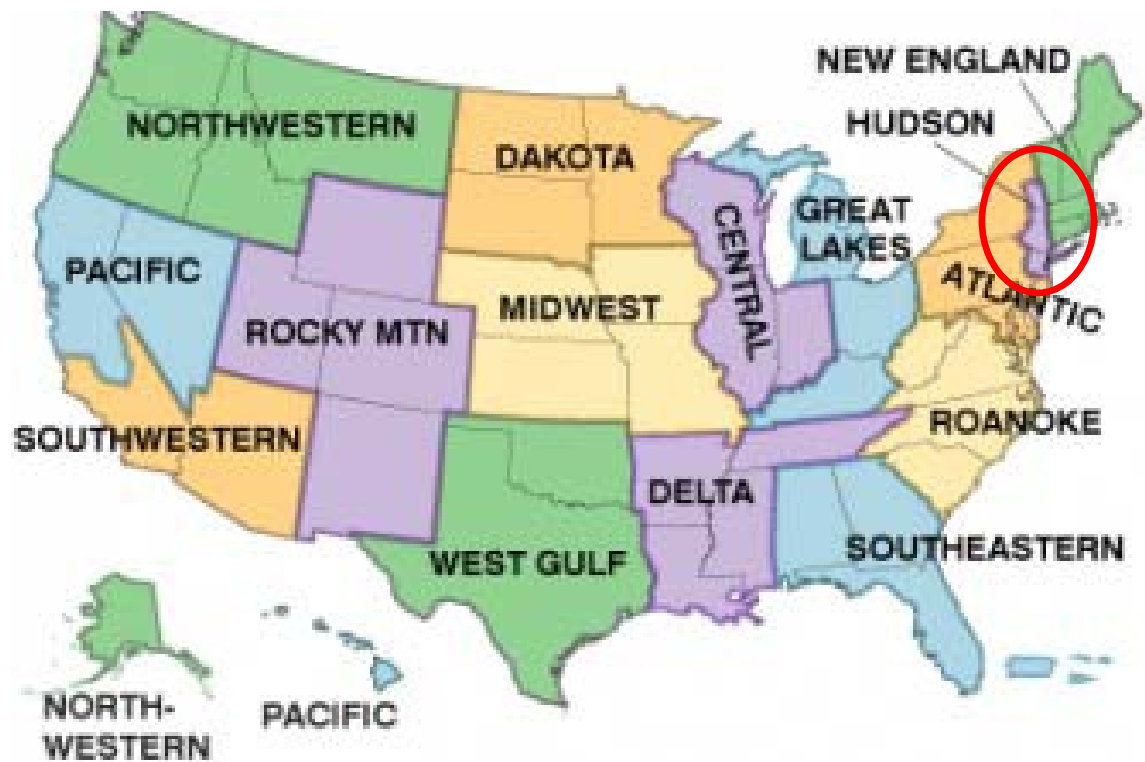 NEW ENGLAND
HUDSON
NORTHWESTERN
DAKOTA
GREAT
LAKES
CENTRAL
PACIFIC
ATLANTIC
MIDWEST
ROCKY MTN
ROANOKE
SOUTHWESTERN
DELTA
SOUTHEASTERN
WEST GULF
NORTH-
WESTERN
PACIFIC